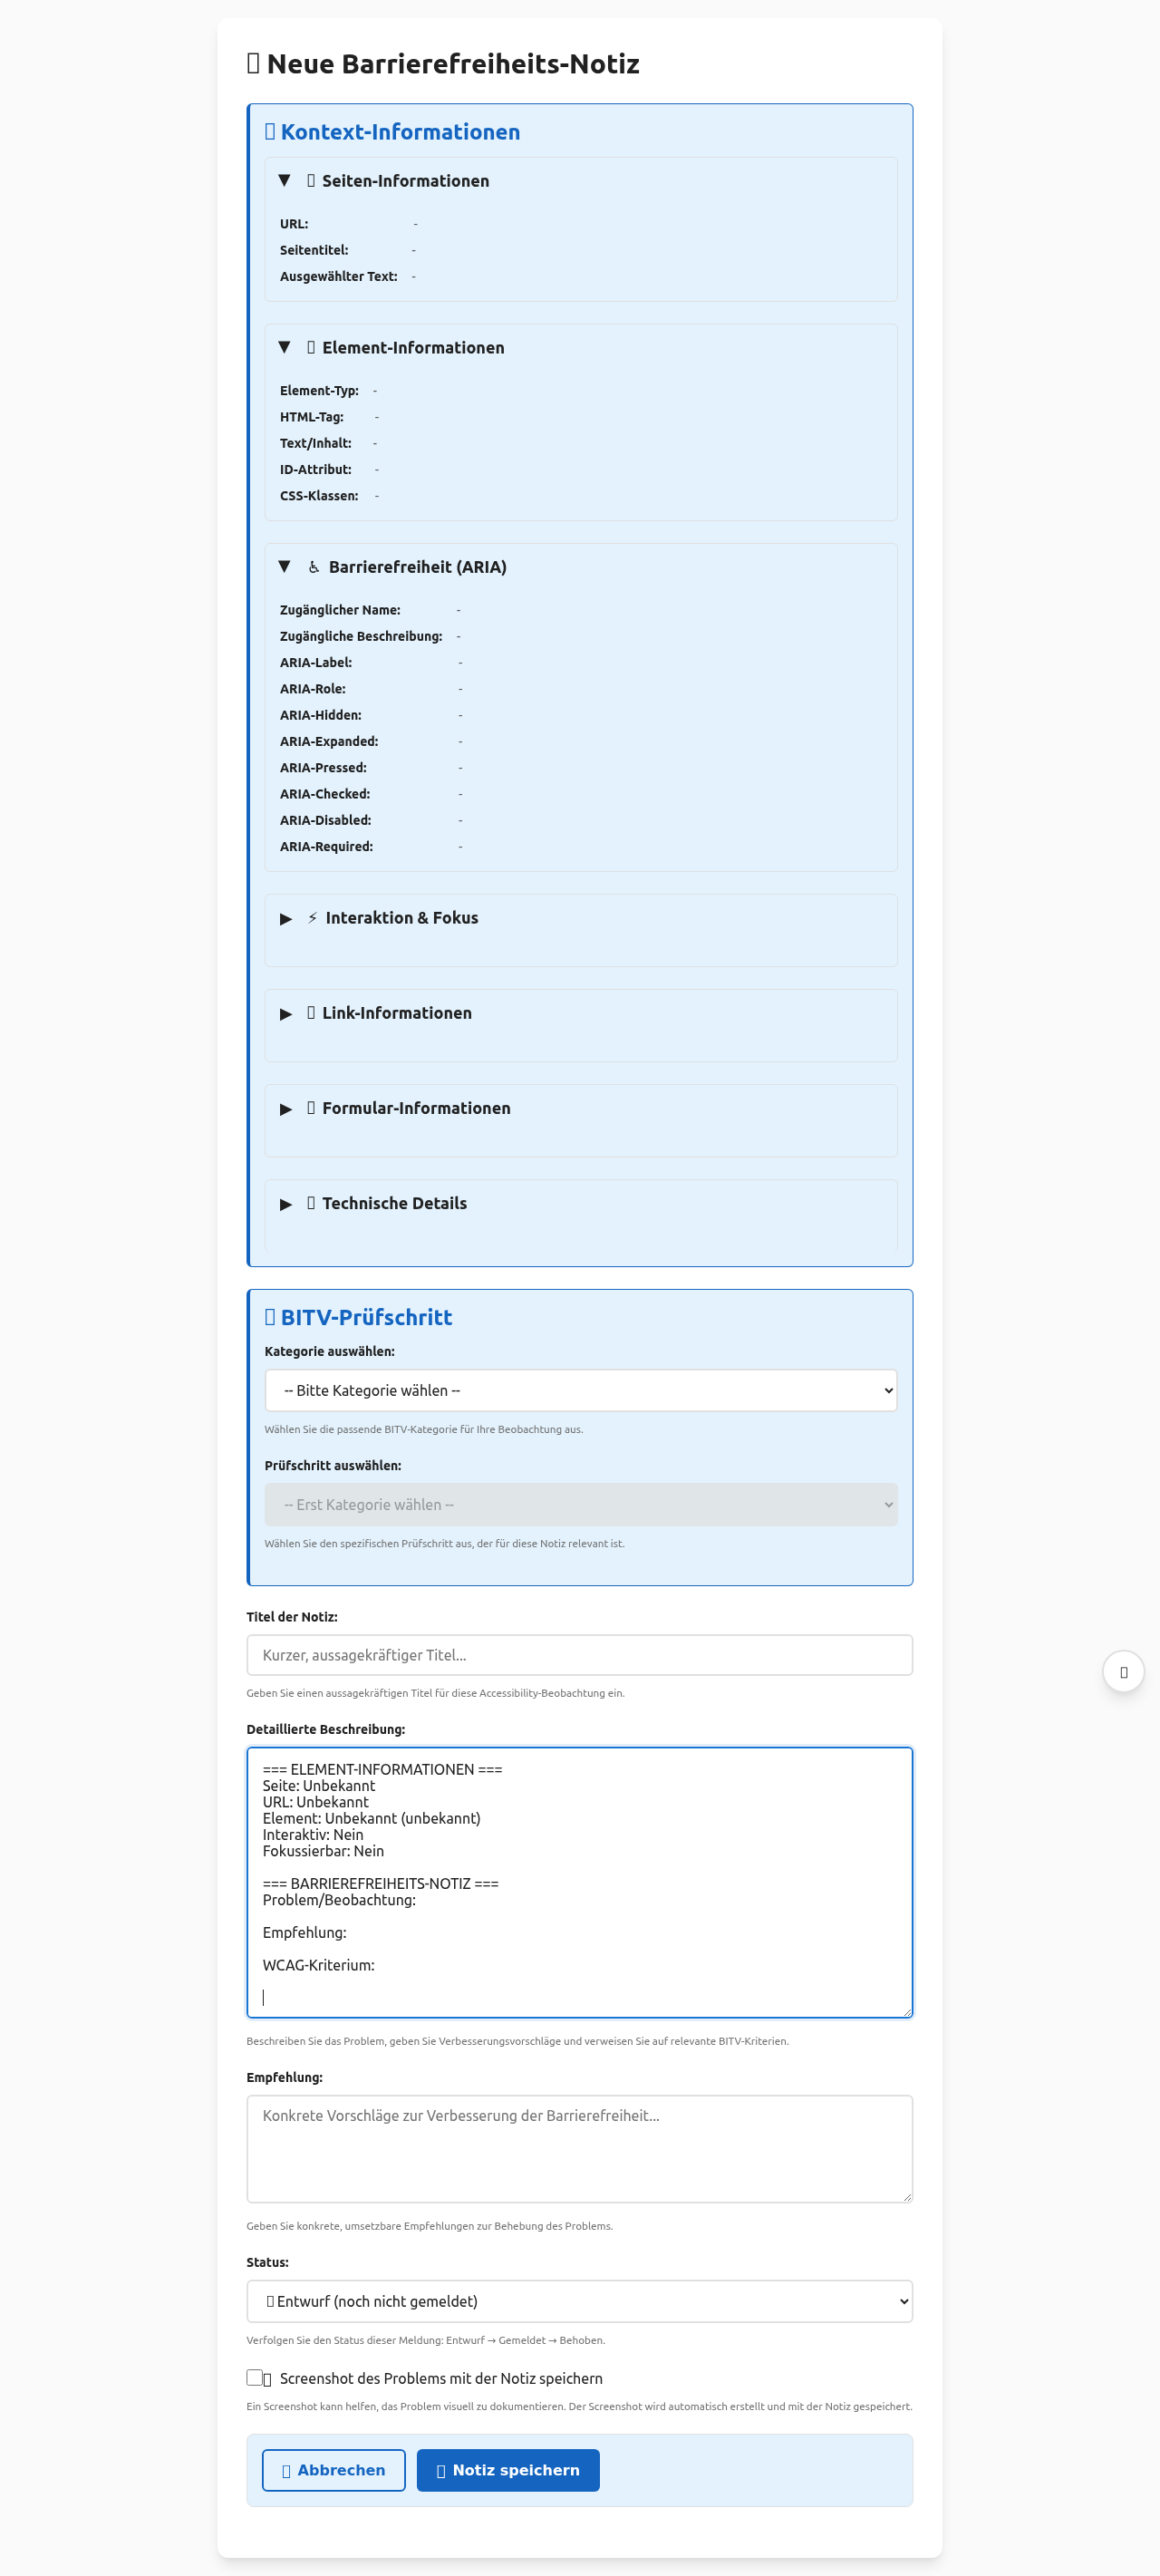 Neue Barrierefreiheits-Notiz
Kontext-Informationen
Seiten-Informationen
URL: -
Seitentitel: -
Ausgewählter Text: -
Element-Informationen
Element-Typ: -
HTML-Tag: -
Text/Inhalt: -
ID-Attribut: -
CSS-Klassen: -
♿ Barrierefreiheit (ARIA)
Zugänglicher Name: -
Zugängliche Beschreibung: -
ARIA-Label: -
ARIA-Role: -
ARIA-Hidden: -
ARIA-Expanded: -
ARIA-Pressed: -
ARIA-Checked: -
ARIA-Disabled: -
ARIA-Required: -
⚡ Interaktion & Fokus
Link-Informationen
Formular-Informationen
Technische Details
BITV-Prüfschritt
Kategorie auswählen:
-- Bitte Kategorie wählen --
Wählen Sie die passende BITV-Kategorie für Ihre Beobachtung aus.
Prüfschritt auswählen:
-- Erst Kategorie wählen --
Wählen Sie den spezifischen Prüfschritt aus, der für diese Notiz relevant ist.
Titel der Notiz:
Kurzer, aussagekräftiger Titel...
Geben Sie einen aussagekräftigen Titel für diese Accessibility-Beobachtung ein.
Detaillierte Beschreibung:
=== ELEMENT-INFORMATIONEN ===
Seite: Unbekannt
URL: Unbekannt
Element: Unbekannt (unbekannt)
Interaktiv: Nein
Fokussierbar: Nein
=== BARRIEREFREIHEITS-NOTIZ ===
Problem/Beobachtung:
Empfehlung:
WCAG-Kriterium:
Beschreiben Sie das Problem, geben Sie Verbesserungsvorschläge und verweisen Sie auf relevante BITV-Kriterien.
Empfehlung:
Konkrete Vorschläge zur Verbesserung der Barrierefreiheit...
Geben Sie konkrete, umsetzbare Empfehlungen zur Behebung des Problems.
Status:
Entwurf (noch nicht gemeldet)
Verfolgen Sie den Status dieser Meldung: Entwurf → Gemeldet → Behoben.
Screenshot des Problems mit der Notiz speichern
Ein Screenshot kann helfen, das Problem visuell zu dokumentieren. Der Screenshot wird automatisch erstellt und mit der Notiz gespeichert.
Abbrechen
Notiz speichern